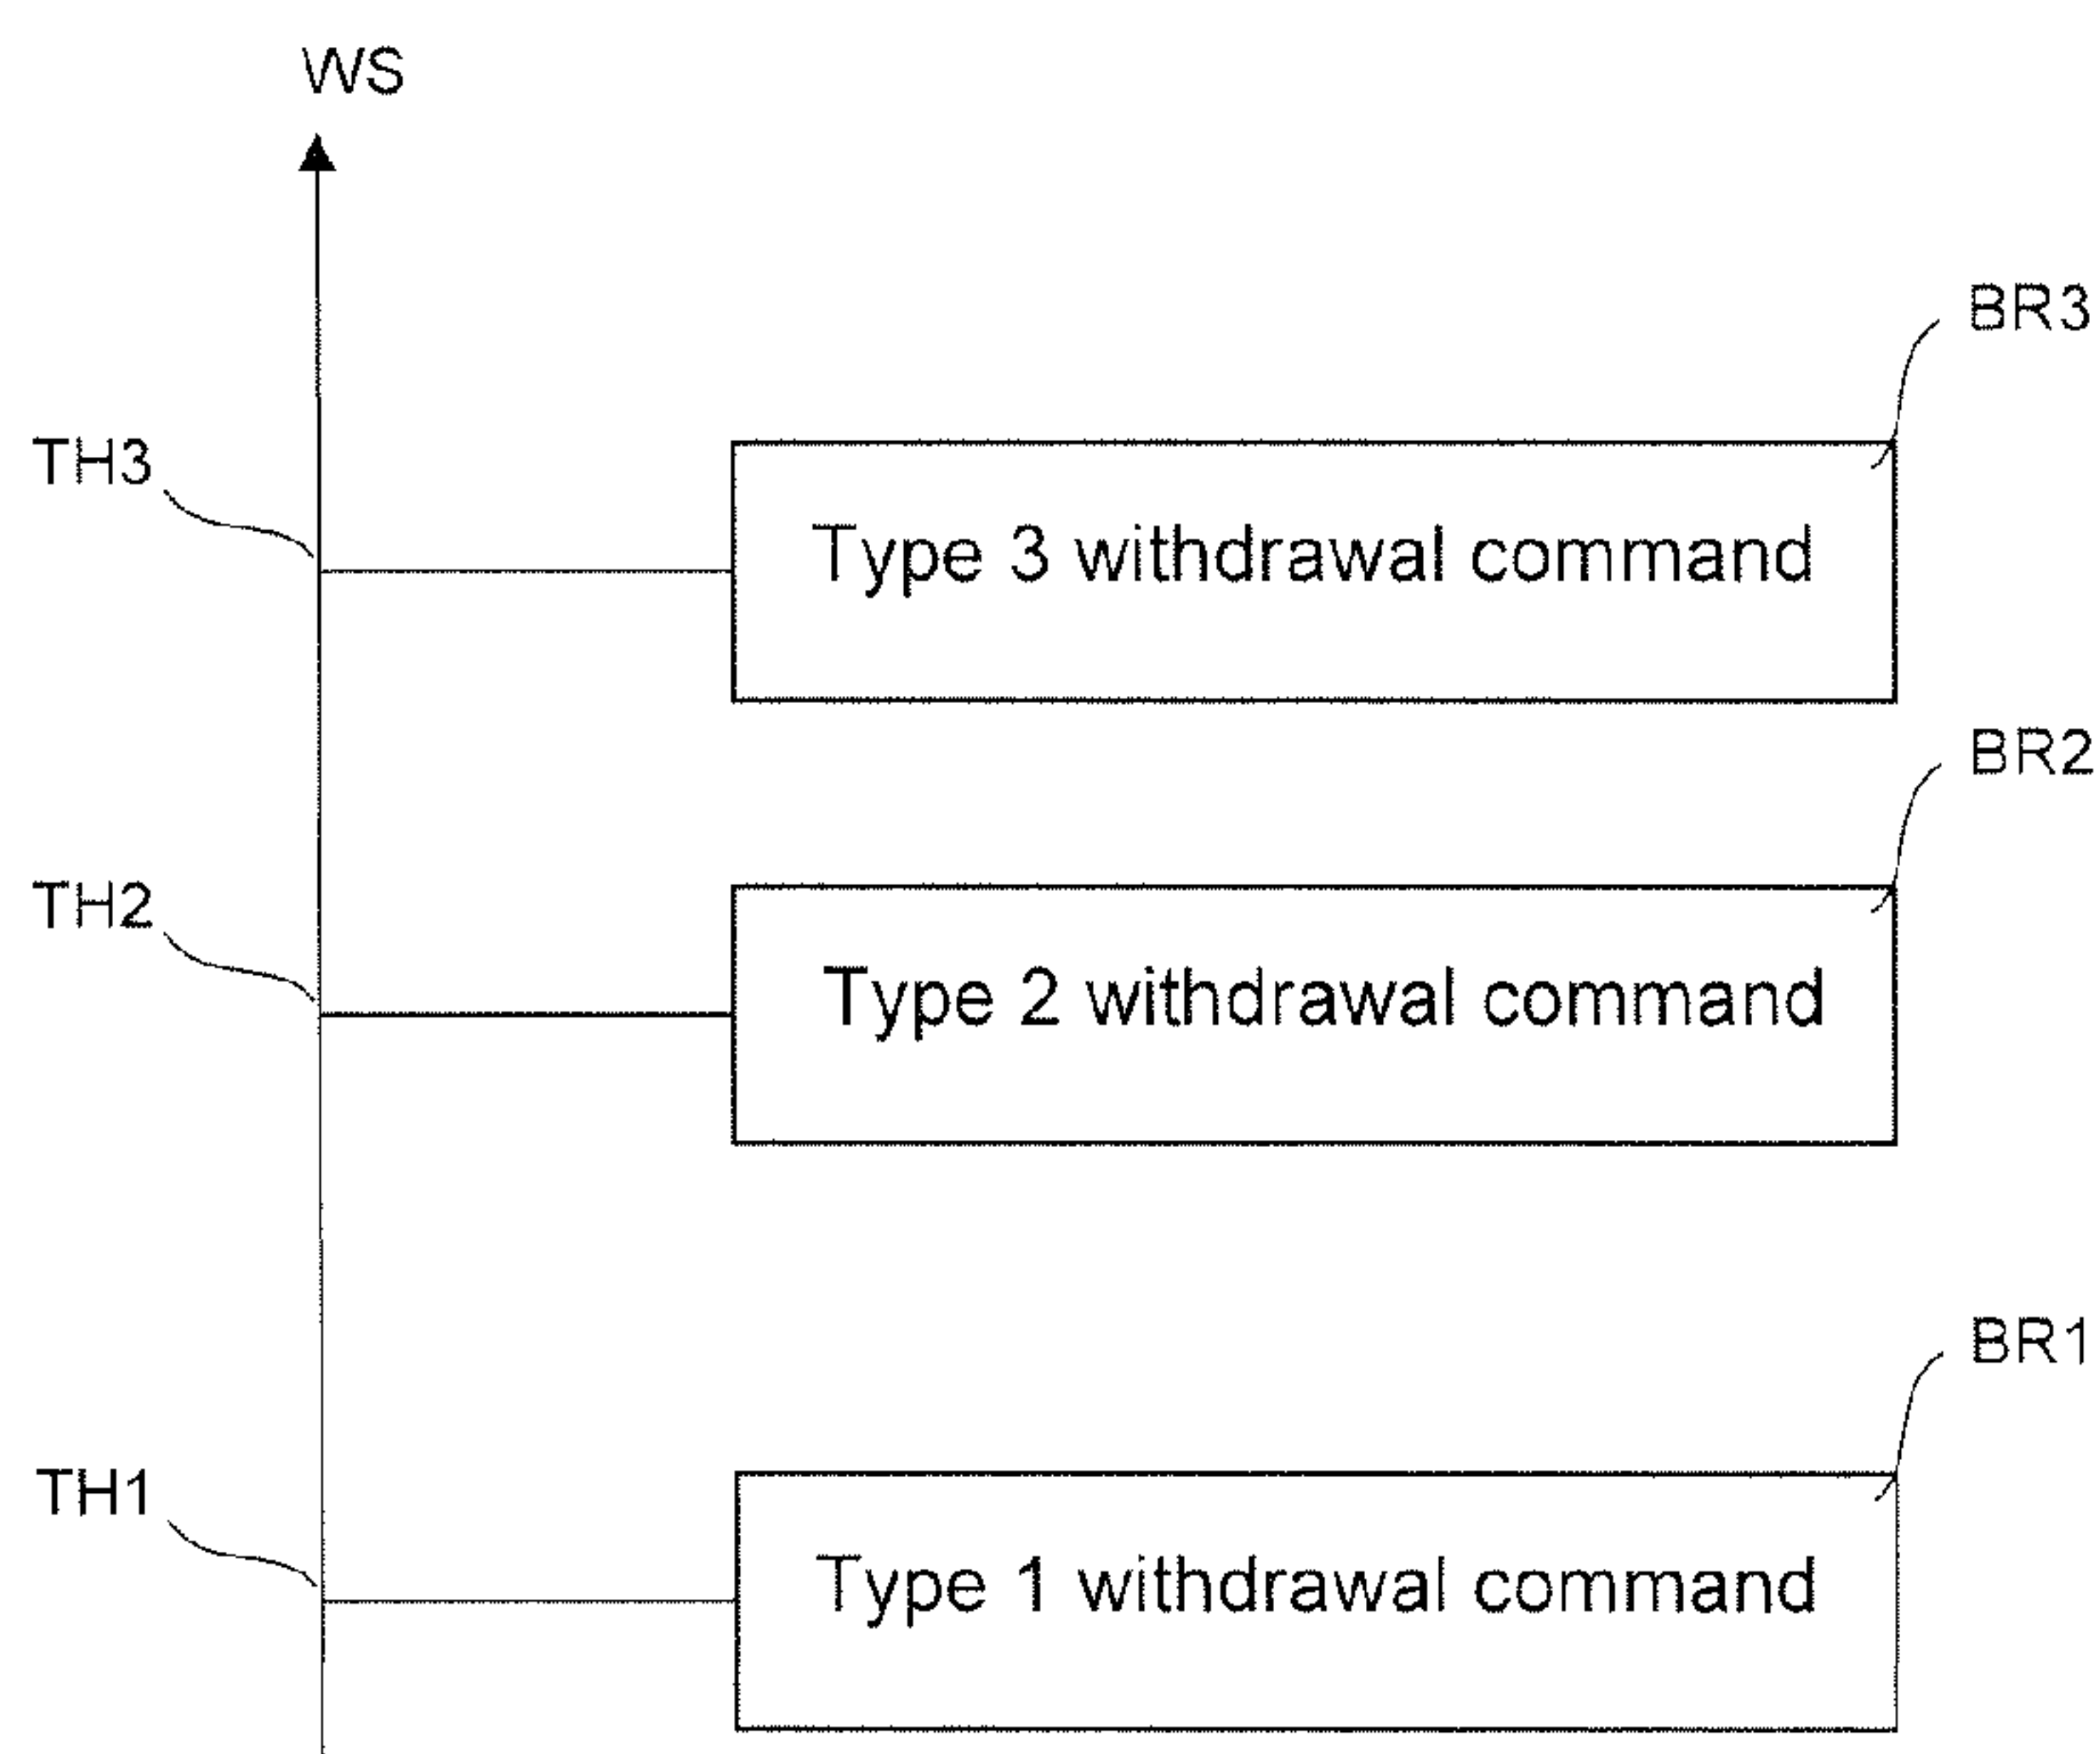 WS
BR3
TH3
Type 3 withdrawal command
BR2
TH2
Type 2 withdrawal command
BR1
TH1
Type 1 withdrawal command